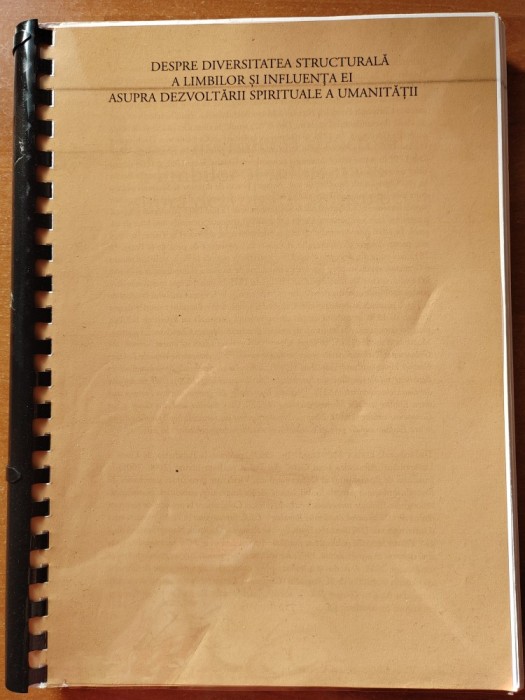 DESPRE DIVERSITATEA STRUCTURALĂ
A LIMBILOR ȘI INFLUENȚA EI
ASUPRA DEZVOLTĂRII SPIRITUALE A UMANITĂȚII